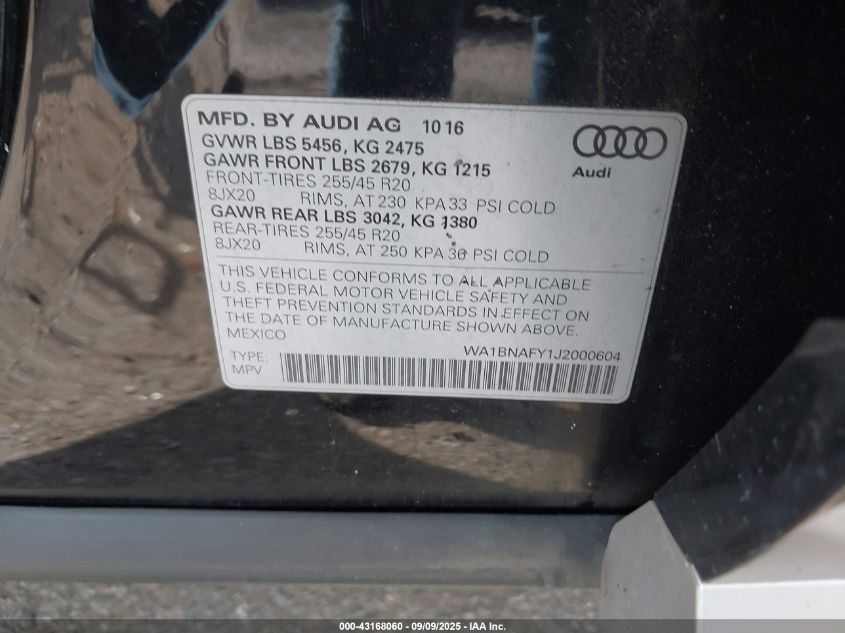 MFD. BY AUDI AG 10 16
GVWR LBS 5456, KG 2475
GAWR FRONT LBS 2679, KG 1215
FRONT-TIRES 255/45 R20
8JX20 RIMS, AT 230 KPA 33 PSI COLD
GAWR REAR LBS 3042, KG 1380
REAR-TIRES 255/45 R20
8JX20 RIMS, AT 250 KPA 36 PSI COLD
Audi
THIS VEHICLE CONFORMS TO ALL APPLICABLE
U.S. FEDERAL MOTOR VEHICLE SAFETY AND
THEFT PREVENTION STANDARDS IN EFFECT ON
THE DATE OF MANUFACTURE SHOWN ABOVE.
MEXICO
WA1BNAFY1J2000604
TYPE:
MPV
000-43168060 - 09/09/2025 - IAA Inc.